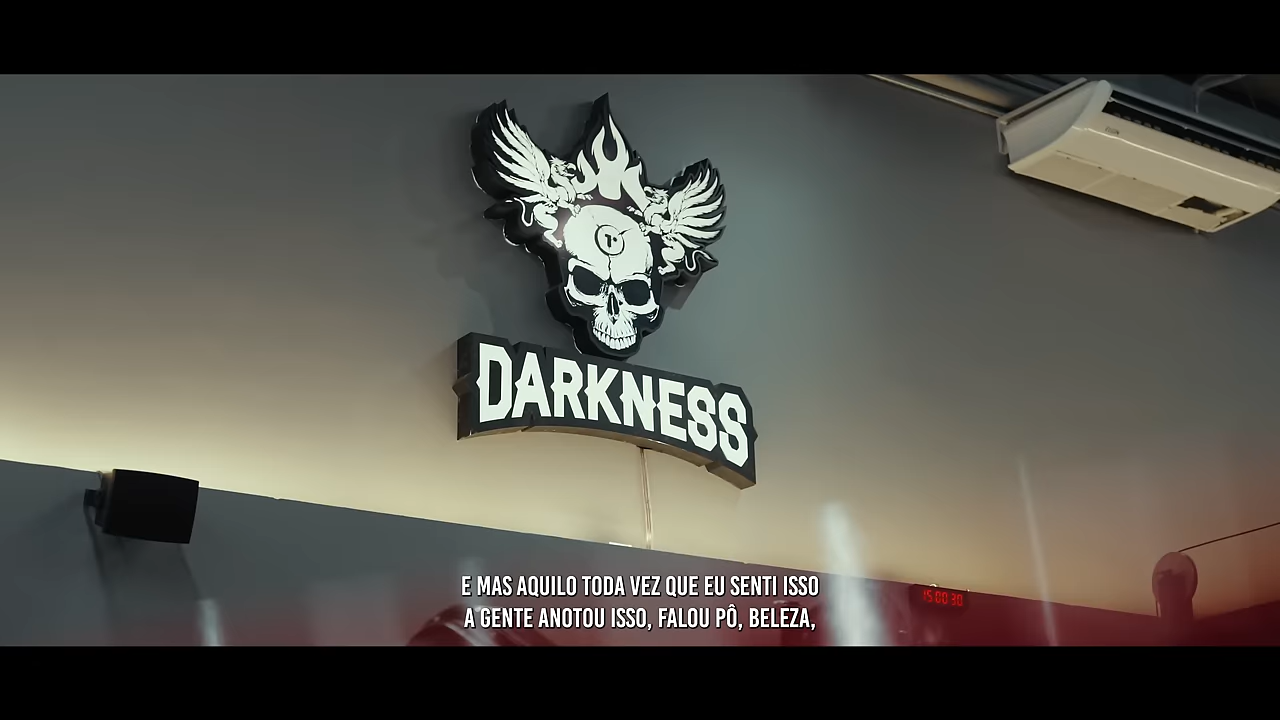 DARKNESS
E MAS AQUILO TODA VEZ QUE EU SENTI ISSO
A GENTE ANOTOU ISSO, FALOU PÔ, BELEZA,
15:00 30